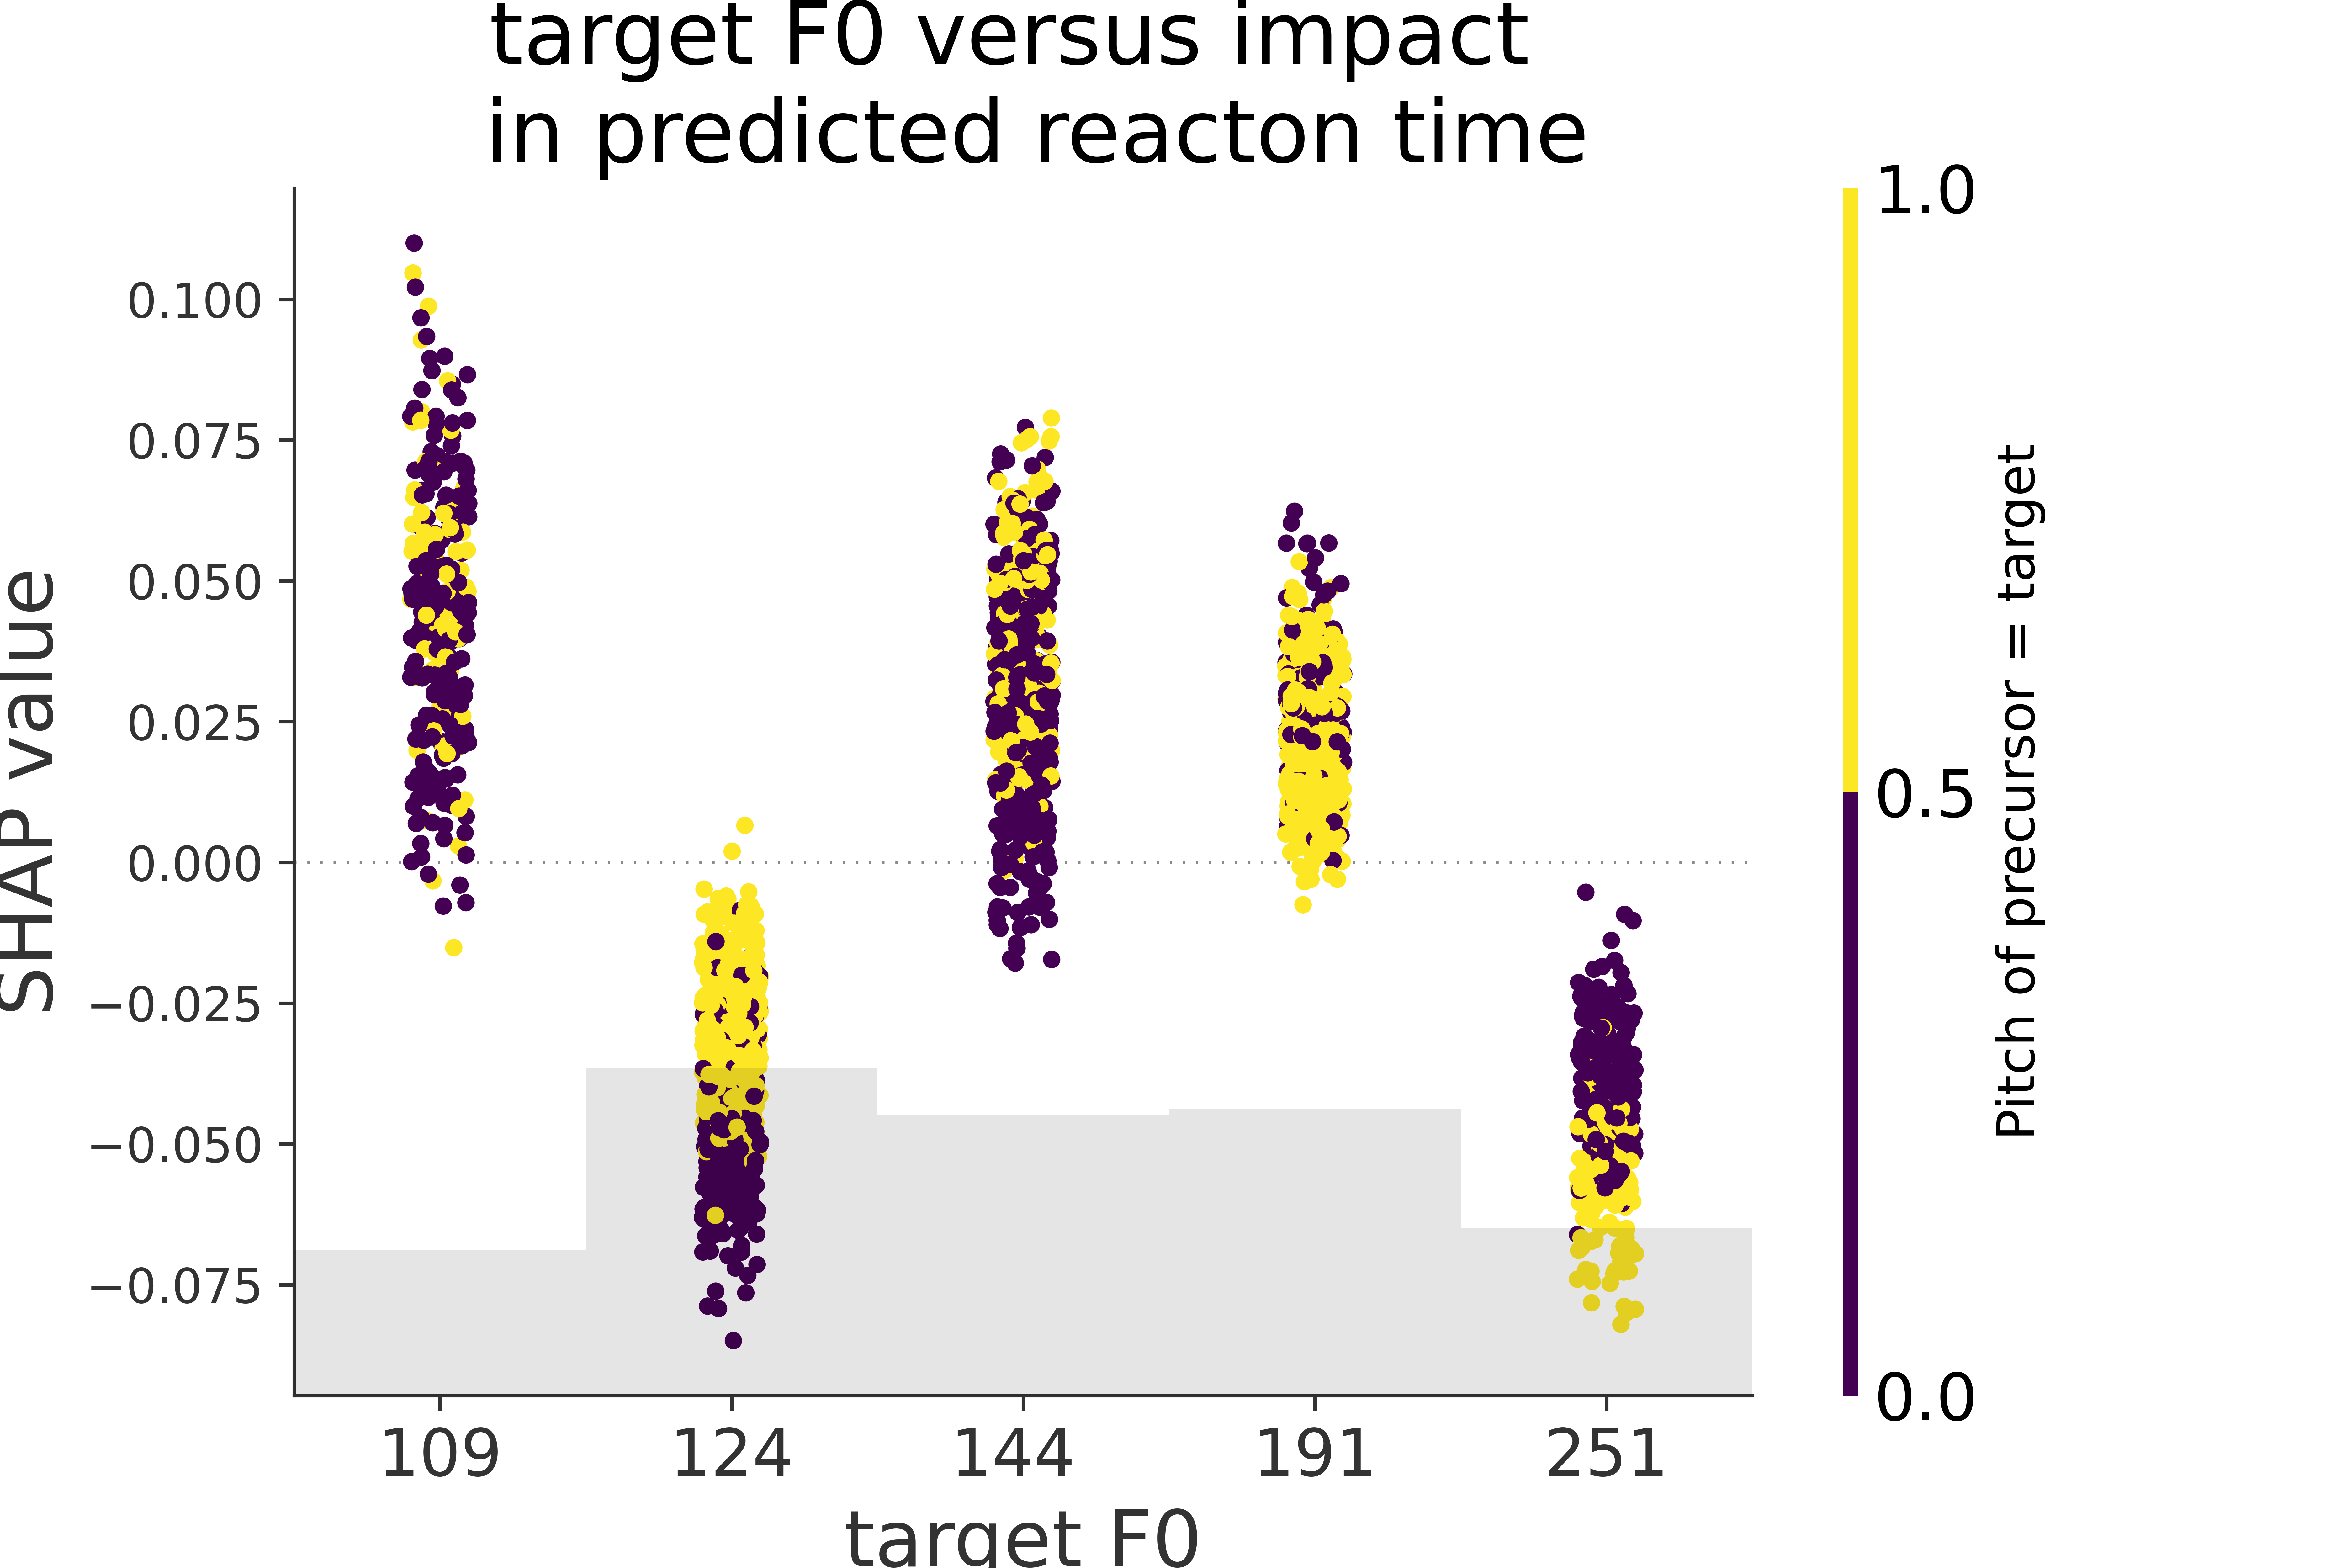 target F0 versus impact
in predicted reacton time
SHAP value
0.100
0.075
0.050
0.025
0.000
−0.025
−0.050
−0.075
109 124 144 191 251
target F0
1.0
0.5
0.0
Pitch of precursor = target